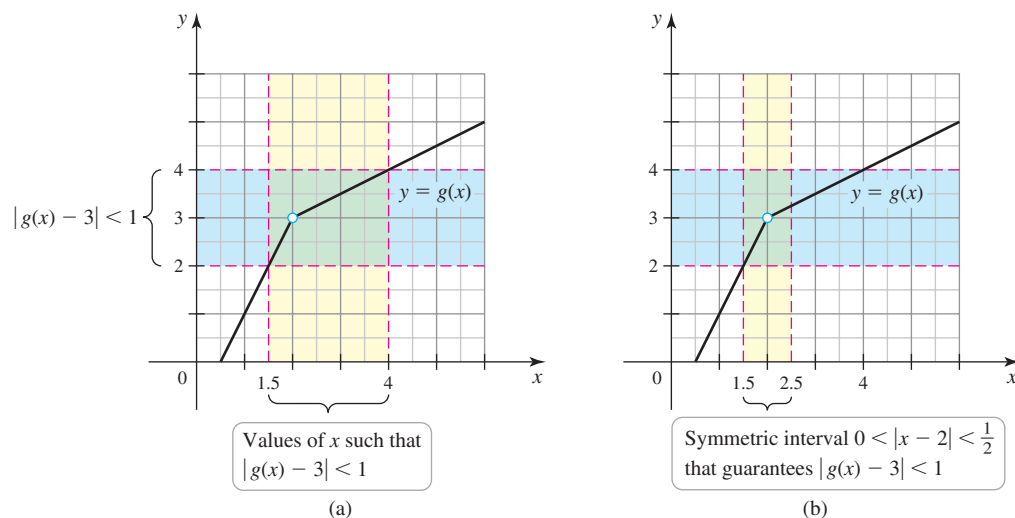 y
4
3
2
|g(x) − 3| < 1
y = g(x)
0
1.5
4
x
Values of x such that
|g(x) − 3| < 1
(a)
y
4
3
2
y = g(x)
0
1.5
2.5
4
x
Symmetric interval 0 < |x − 2| < 1/2
that guarantees |g(x) − 3| < 1
(b)